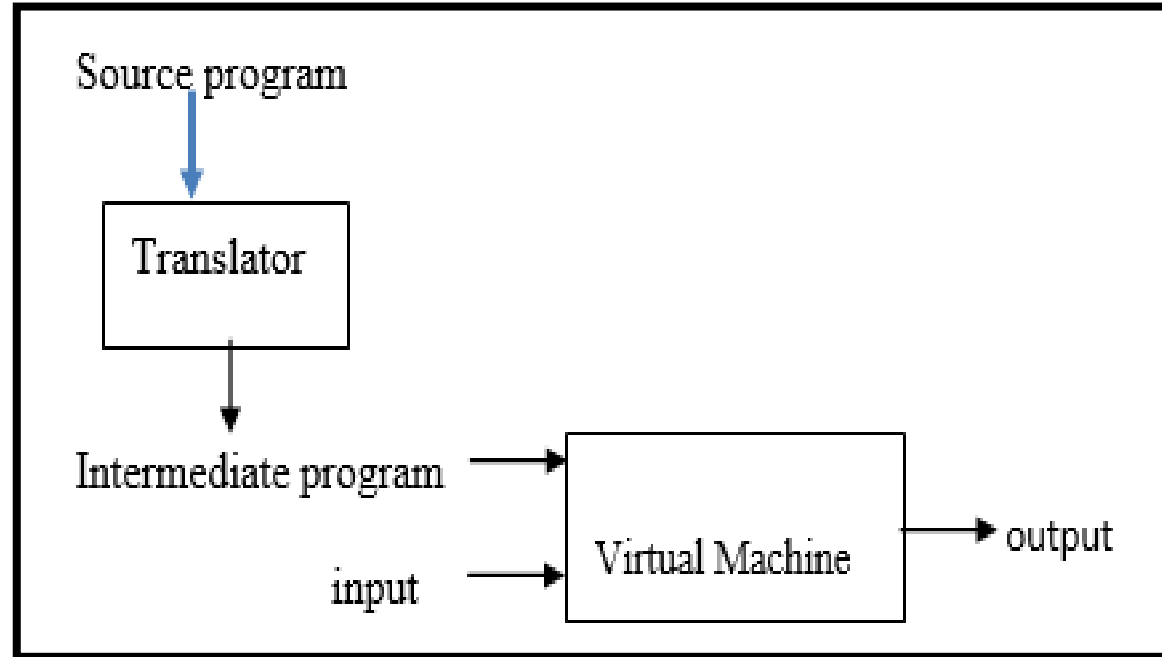 Source program
Translator
Intermediate program
Virtual Machine
output
input